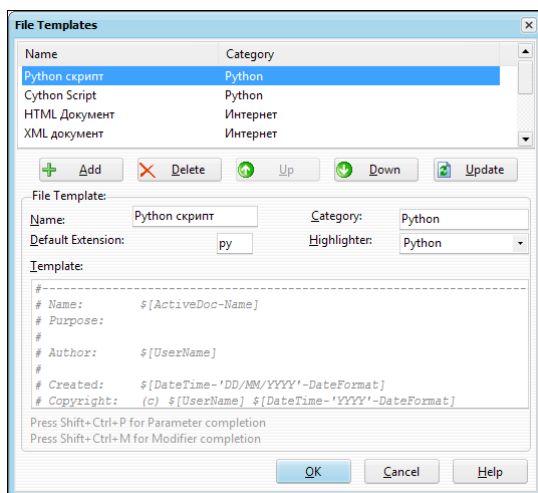 File Templates
Name Category
Python скрипт Python
Cython Script Python
HTML Документ Интернет
XML документ Интернет
Add Delete Up Down Update
File Template:
Name: Python скрипт Category: Python
Default Extension: py Highlighter: Python
Template:
#------------------------------------------------------------
# Name: $[ActiveDoc-Name]
# Purpose:
#
# Author: $[UserName]
#
# Created: $[DateTime-'DD/MM/YYYY'-DateFormat]
# Copyright: (c) $[UserName] $[DateTime-'YYYY'-DateFormat]
Press Shift+Ctrl+P for Parameter completion
Press Shift+Ctrl+M for Modifier completion
OK Cancel Help